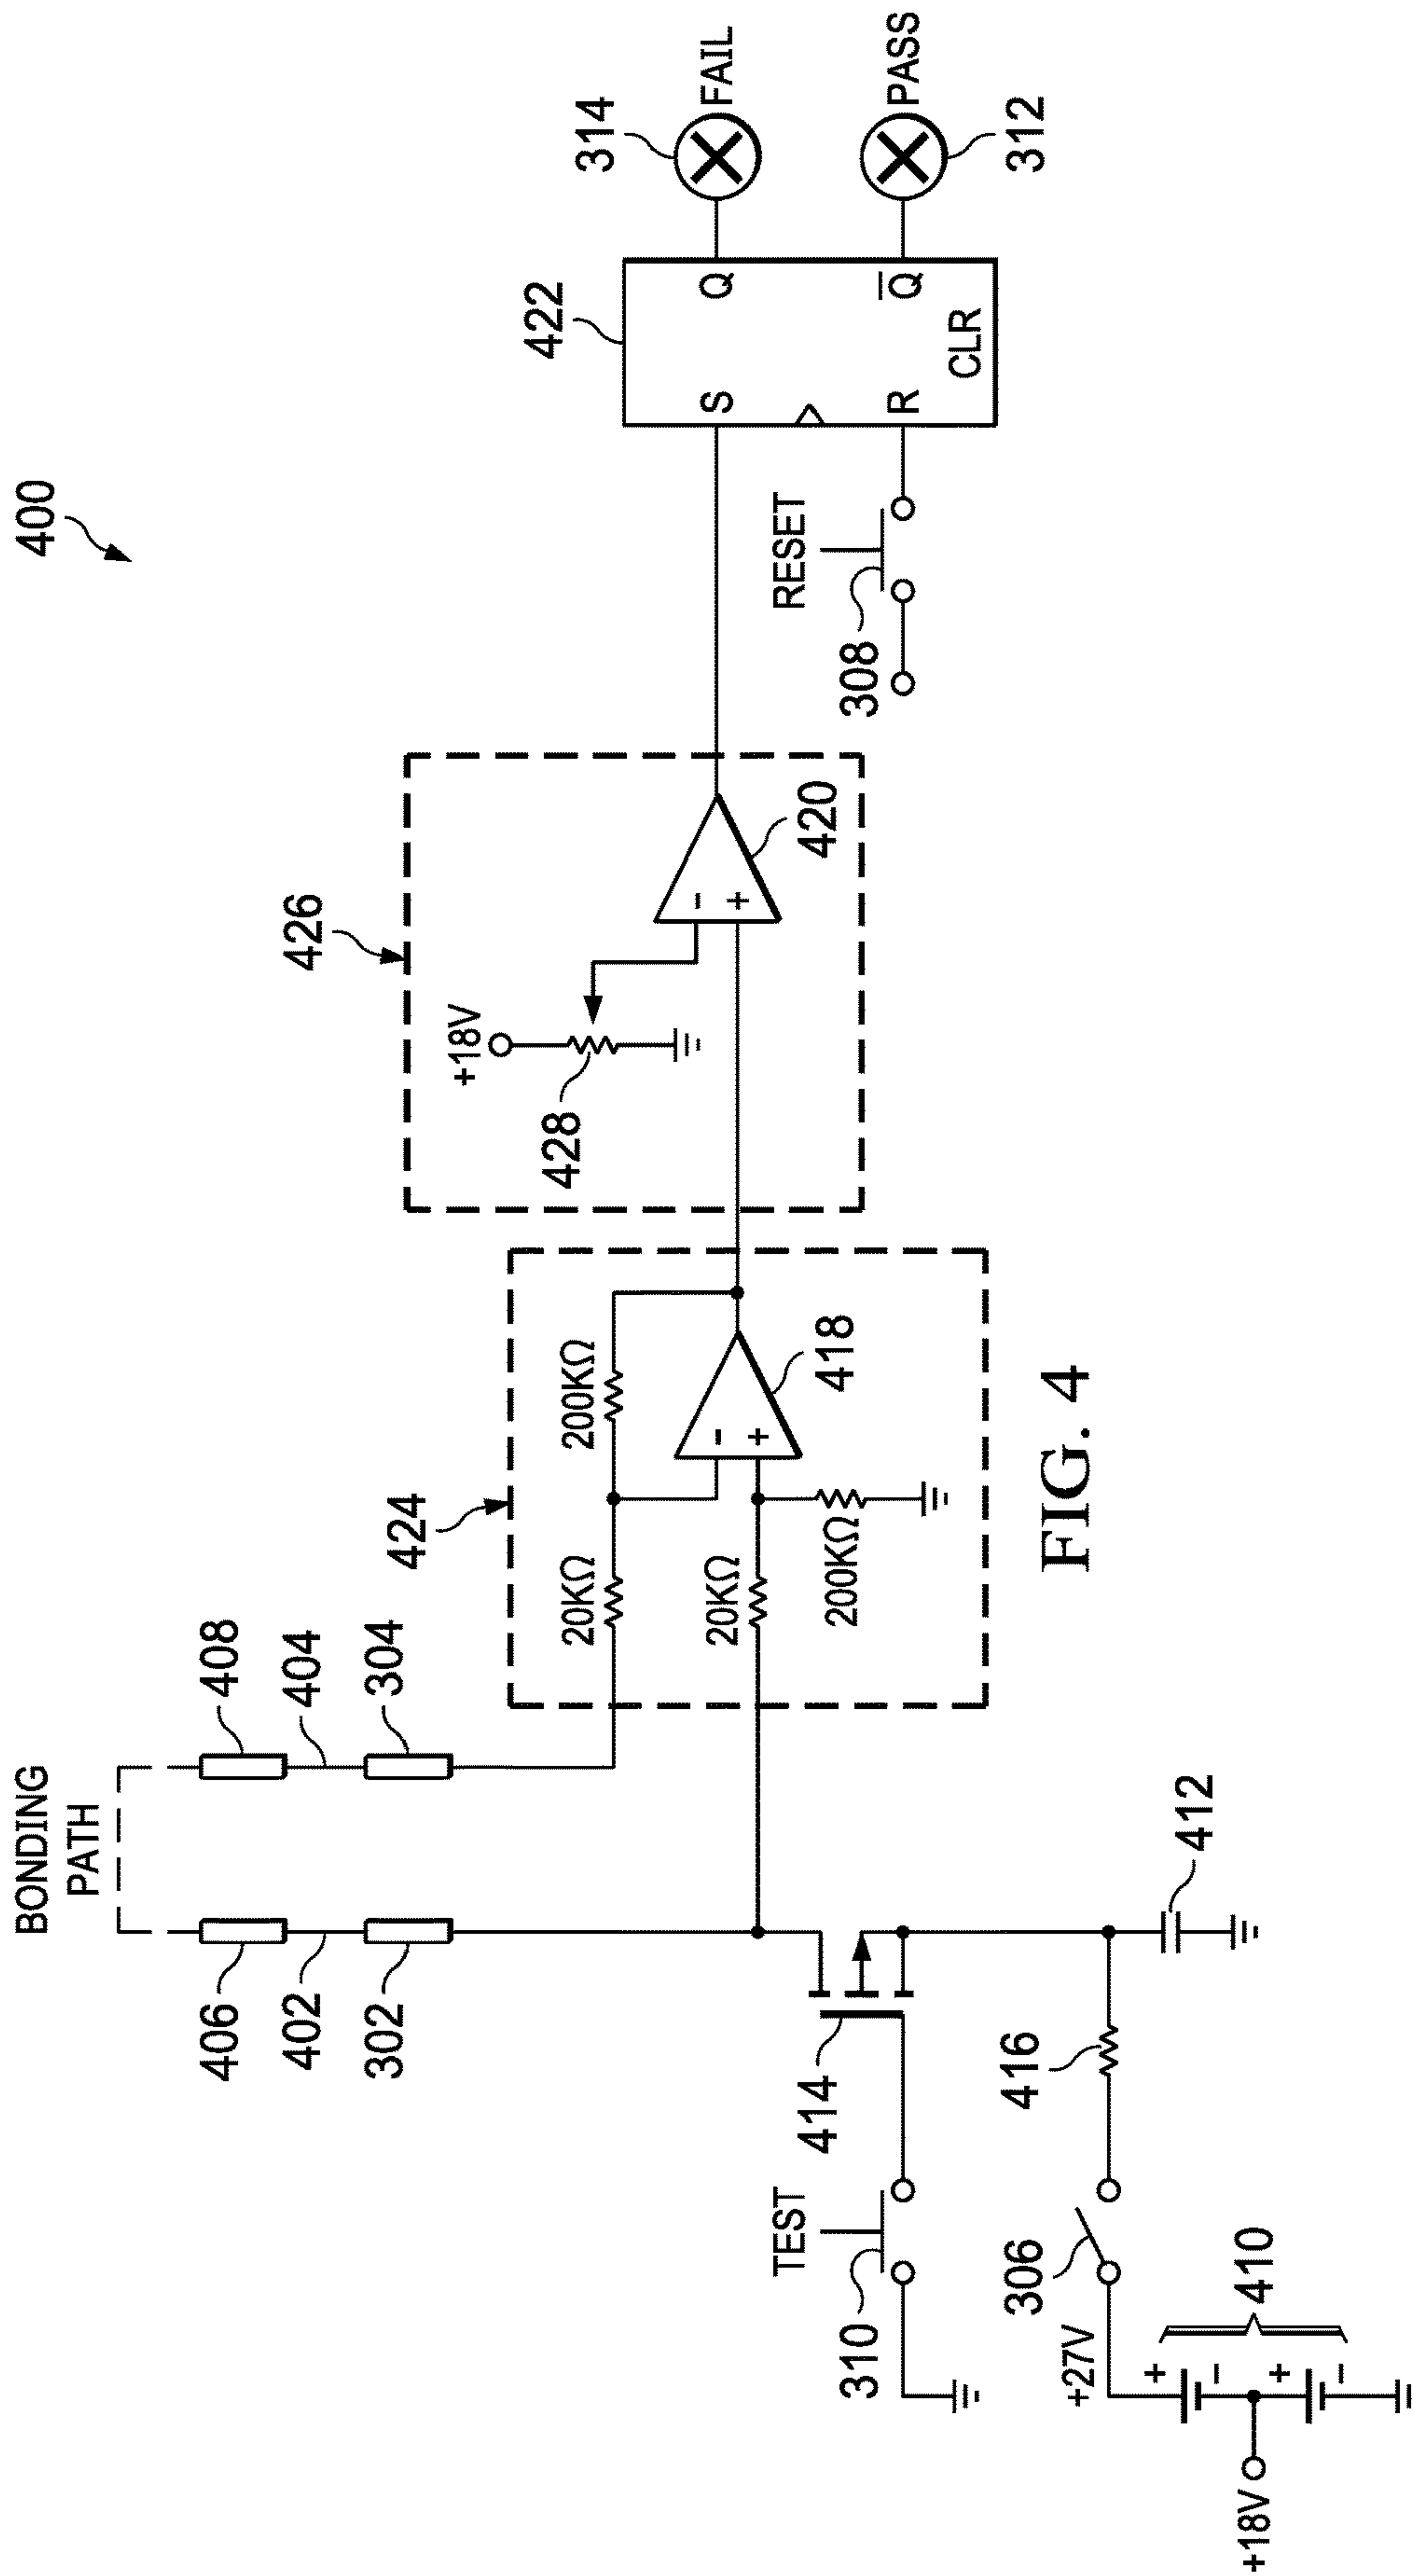 400
BONDING
PATH
406
402
302
408
404
304
424
20KΩ
200KΩ
20KΩ
200KΩ
-
+
418
426
+18V
428
-
+
420
422
S
R
Q
Q̅
CLR
314
FAIL
PASS
312
RESET
308
TEST
310
414
416
412
306
+27V
+
-
+
-
410
+18V
FIG. 4